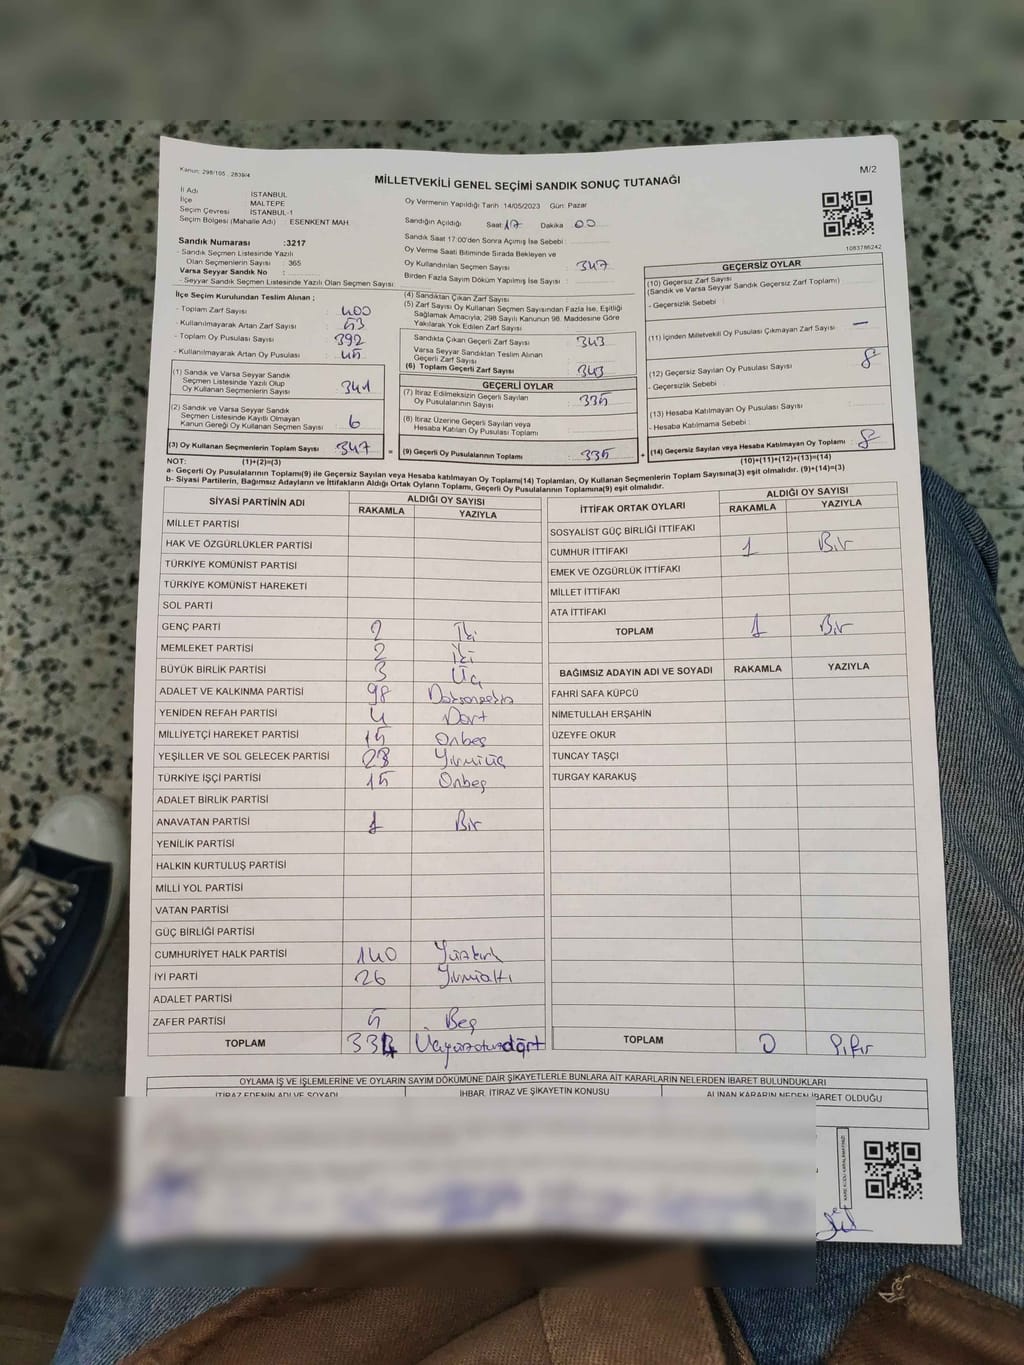 Kanun: 298/105 , 2839/4
M/2
MİLLETVEKİLİ GENEL SEÇİMİ SANDIK SONUÇ TUTANAĞI
İl Adı İSTANBUL
İlçe MALTEPE
Seçim Çevresi İSTANBUL-1
Seçim Bölgesi (Mahalle Adı) ESENKENT MAH.
Oy Vermenin Yapıldığı Tarih 14/05/2023 Gün: Pazar
Sandığın Açıldığı Saat 17 Dakika 00
Sandık Saat 17:00'den Sonra Açılmış İse Sebebi :
Oy Verme Saati Bitiminde Sırada Bekleyen ve
Oy Kullandırılan Seçmen Sayısı : 347
Birden Fazla Sayım Döküm Yapılmış İse Sayısı :
1083786242
Sandık Numarası :3217
- Sandık Seçmen Listesinde Yazılı
Olan Seçmenlerin Sayısı : 365
Varsa Seyyar Sandık No :
- Seyyar Sandık Seçmen Listesinde Yazılı Olan Seçmen Sayısı:
İlçe Seçim Kurulundan Teslim Alınan ;
- Toplam Zarf Sayısı : 400
- Kullanılmayarak Artan Zarf Sayısı : 53
- Toplam Oy Pusulası Sayısı : 392
- Kullanılmayarak Artan Oy Pusulası : 45
(1) Sandık ve Varsa Seyyar Sandık
Seçmen Listesinde Yazılı Olup
Oy Kullanan Seçmenlerin Sayısı : 341
(2) Sandık ve Varsa Seyyar Sandık
Seçmen Listesinde Kayıtlı Olmayan
Kanun Gereği Oy Kullanan Seçmen Sayısı : 6
(3) Oy Kullanan Seçmenlerin Toplam Sayısı : 347
(4) Sandıktan Çıkan Zarf Sayısı
(5) Zarf Sayısı Oy Kullanan Seçmen Sayısından Fazla İse, Eşitliği
Sağlamak Amacıyla, 298 Sayılı Kanunun 98. Maddesine Göre
Yakılarak Yok Edilen Zarf Sayısı
Sandıkta Çıkan Geçerli Zarf Sayısı : 343
Varsa Seyyar Sandıktan Teslim Alınan
Geçerli Zarf Sayısı
(6) Toplam Geçerli Zarf Sayısı : 343
GEÇERLİ OYLAR
(7) İtiraz Edilmeksizin Geçerli Sayılan
Oy Pusulalarının Sayısı : 335
(8) İtiraz Üzerine Geçerli Sayılan veya
Hesaba Katılan Oy Pusulası Toplamı :
(9) Geçerli Oy Pusulalarının Toplamı : 335
GEÇERSİZ OYLAR
(10) Geçersiz Zarf Sayısı
(Sandık ve Varsa Seyyar Sandık Geçersiz Zarf Toplamı) :
- Geçersizlik Sebebi :
(11) İçinden Milletvekili Oy Pusulası Çıkmayan Zarf Sayısı : —
(12) Geçersiz Sayılan Oy Pusulası Sayısı : 8
- Geçersizlik Sebebi :
(13) Hesaba Katılmayan Oy Pusulası Sayısı :
- Hesaba Katılmama Sebebi :
(14) Geçersiz Sayılan veya Hesaba Katılmayan Oy Toplamı : 8
NOT: (1)+(2)=(3) (10)+(11)+(12)+(13)=(14)
a- Geçerli Oy Pusulalarının Toplamı(9) ile Geçersiz Sayılan veya Hesaba katılmayan Oy Toplamı(14) Toplamları, Oy Kullanan Seçmenlerin Toplam Sayısına(3) eşit olmalıdır. (9)+(14)=(3)
b- Siyasi Partilerin, Bağımsız Adayların ve İttifakların Aldığı Ortak Oyların Toplamı, Geçerli Oy Pusulalarının Toplamına(9) eşit olmalıdır.
SİYASİ PARTİNİN ADI ALDIĞI OY SAYISI
RAKAMLA YAZIYLA
MİLLET PARTİSİ
HAK VE ÖZGÜRLÜKLER PARTİSİ
TÜRKİYE KOMÜNİST PARTİSİ
TÜRKİYE KOMÜNİST HAREKETİ
SOL PARTİ
GENÇ PARTİ 2 İki
MEMLEKET PARTİSİ 2 İki
BÜYÜK BİRLİK PARTİSİ 3 Üç
ADALET VE KALKINMA PARTİSİ 98 Doksansekiz
YENİDEN REFAH PARTİSİ 4 Dört
MİLLİYETÇİ HAREKET PARTİSİ 15 Onbeş
YEŞİLLER VE SOL GELECEK PARTİSİ 23 Yirmiüç
TÜRKİYE İŞÇİ PARTİSİ 15 Onbeş
ADALET BİRLİK PARTİSİ
ANAVATAN PARTİSİ 1 Bir
YENİLİK PARTİSİ
HALKIN KURTULUŞ PARTİSİ
MİLLİ YOL PARTİSİ
VATAN PARTİSİ
GÜÇ BİRLİĞİ PARTİSİ
CUMHURİYET HALK PARTİSİ 140 Yüzkırk
İYİ PARTİ 26 Yirmialtı
ADALET PARTİSİ
ZAFER PARTİSİ 5 Beş
TOPLAM 334 Üçyüzotuzdört
İTTİFAK ORTAK OYLARI ALDIĞI OY SAYISI
RAKAMLA YAZIYLA
SOSYALİST GÜÇ BİRLİĞİ İTTİFAKI
CUMHUR İTTİFAKI 1 Bir
EMEK VE ÖZGÜRLÜK İTTİFAKI
MİLLET İTTİFAKI
ATA İTTİFAKI
TOPLAM 1 Bir
BAĞIMSIZ ADAYIN ADI VE SOYADI RAKAMLA YAZIYLA
FAHRİ SAFA KÜPCÜ
NİMETULLAH ERŞAHİN
ÜZEYFE OKUR
TUNCAY TAŞÇI
TURGAY KARAKUŞ
TOPLAM 0 Sıfır
OYLAMA İŞ VE İŞLEMLERİNE VE OYLARIN SAYIM DÖKÜMÜNE DAİR ŞİKAYETLERLE BUNLARA AİT KARARLARIN NELERDEN İBARET BULUNDUKLARI
İTİRAZ EDENİN ADI VE SOYADI İHBAR, İTİRAZ VE ŞİKAYETİN KONUSU ALINAN KARARIN NEDEN İBARET OLDUĞU